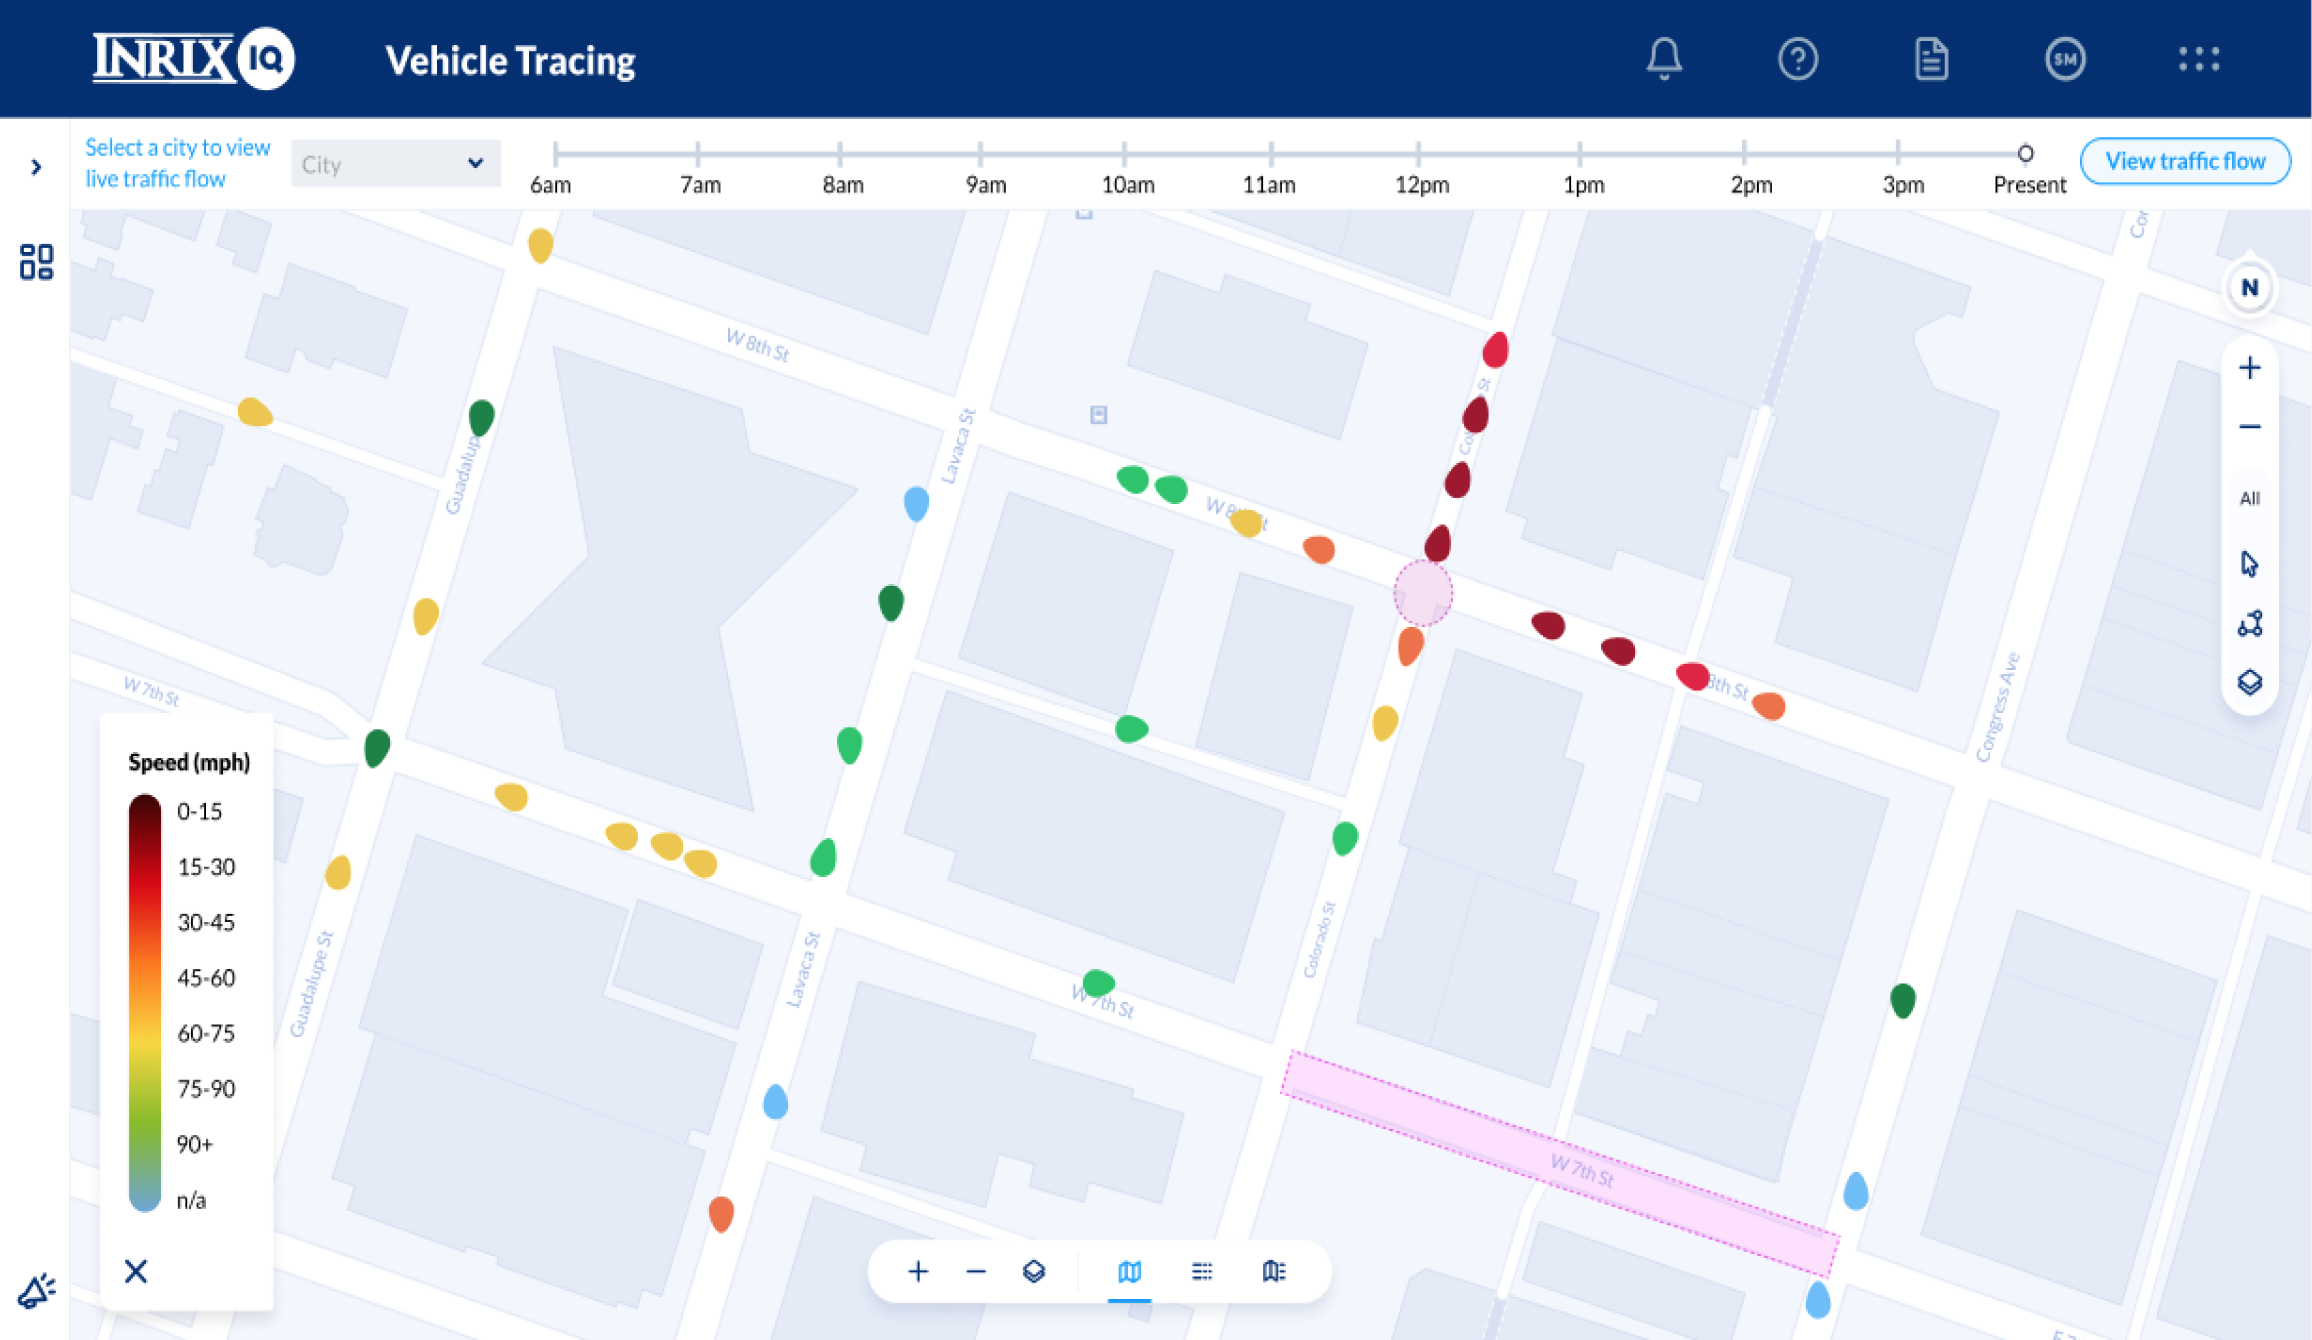 INRIX IQ
Vehicle Tracing
SM
Select a city to view
live traffic flow
City
6am
7am
8am
9am
10am
11am
12pm
1pm
2pm
3pm
Present
View traffic flow
N
All
W 8th St
Lavaca St
St
W 8th St
8th St
Congress Ave
W 7th St
Guadalupe St
Lavaca St
Colorado St
W 7th St
W 7th St
Speed (mph)
0-15
15-30
30-45
45-60
60-75
75-90
90+
n/a